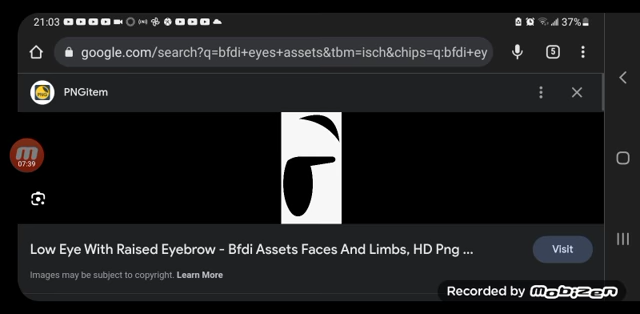 21:03
37%
google.com/search?q=bfdi+eyes+assets&tbm=isch&chips=q:bfdi+ey
5
PNGitem
07:39
Low Eye With Raised Eyebrow - Bfdi Assets Faces And Limbs, HD Png ...
Visit
Images may be subject to copyright. Learn More
Recorded by Mobizen